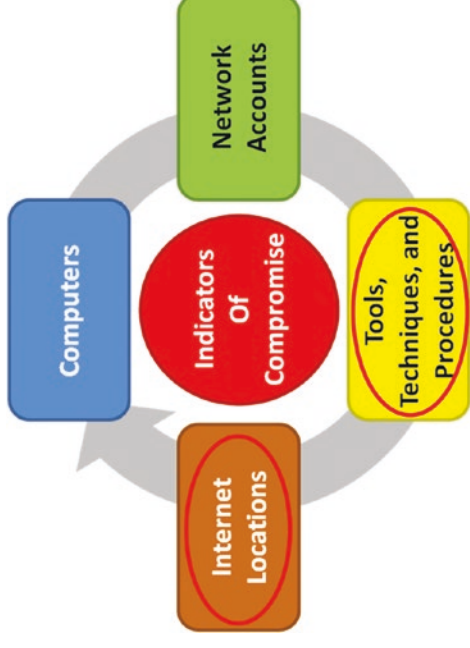 Computers
Network
Accounts
Indicators
Of
Compromise
Tools,
Techniques, and
Procedures
Internet
Locations